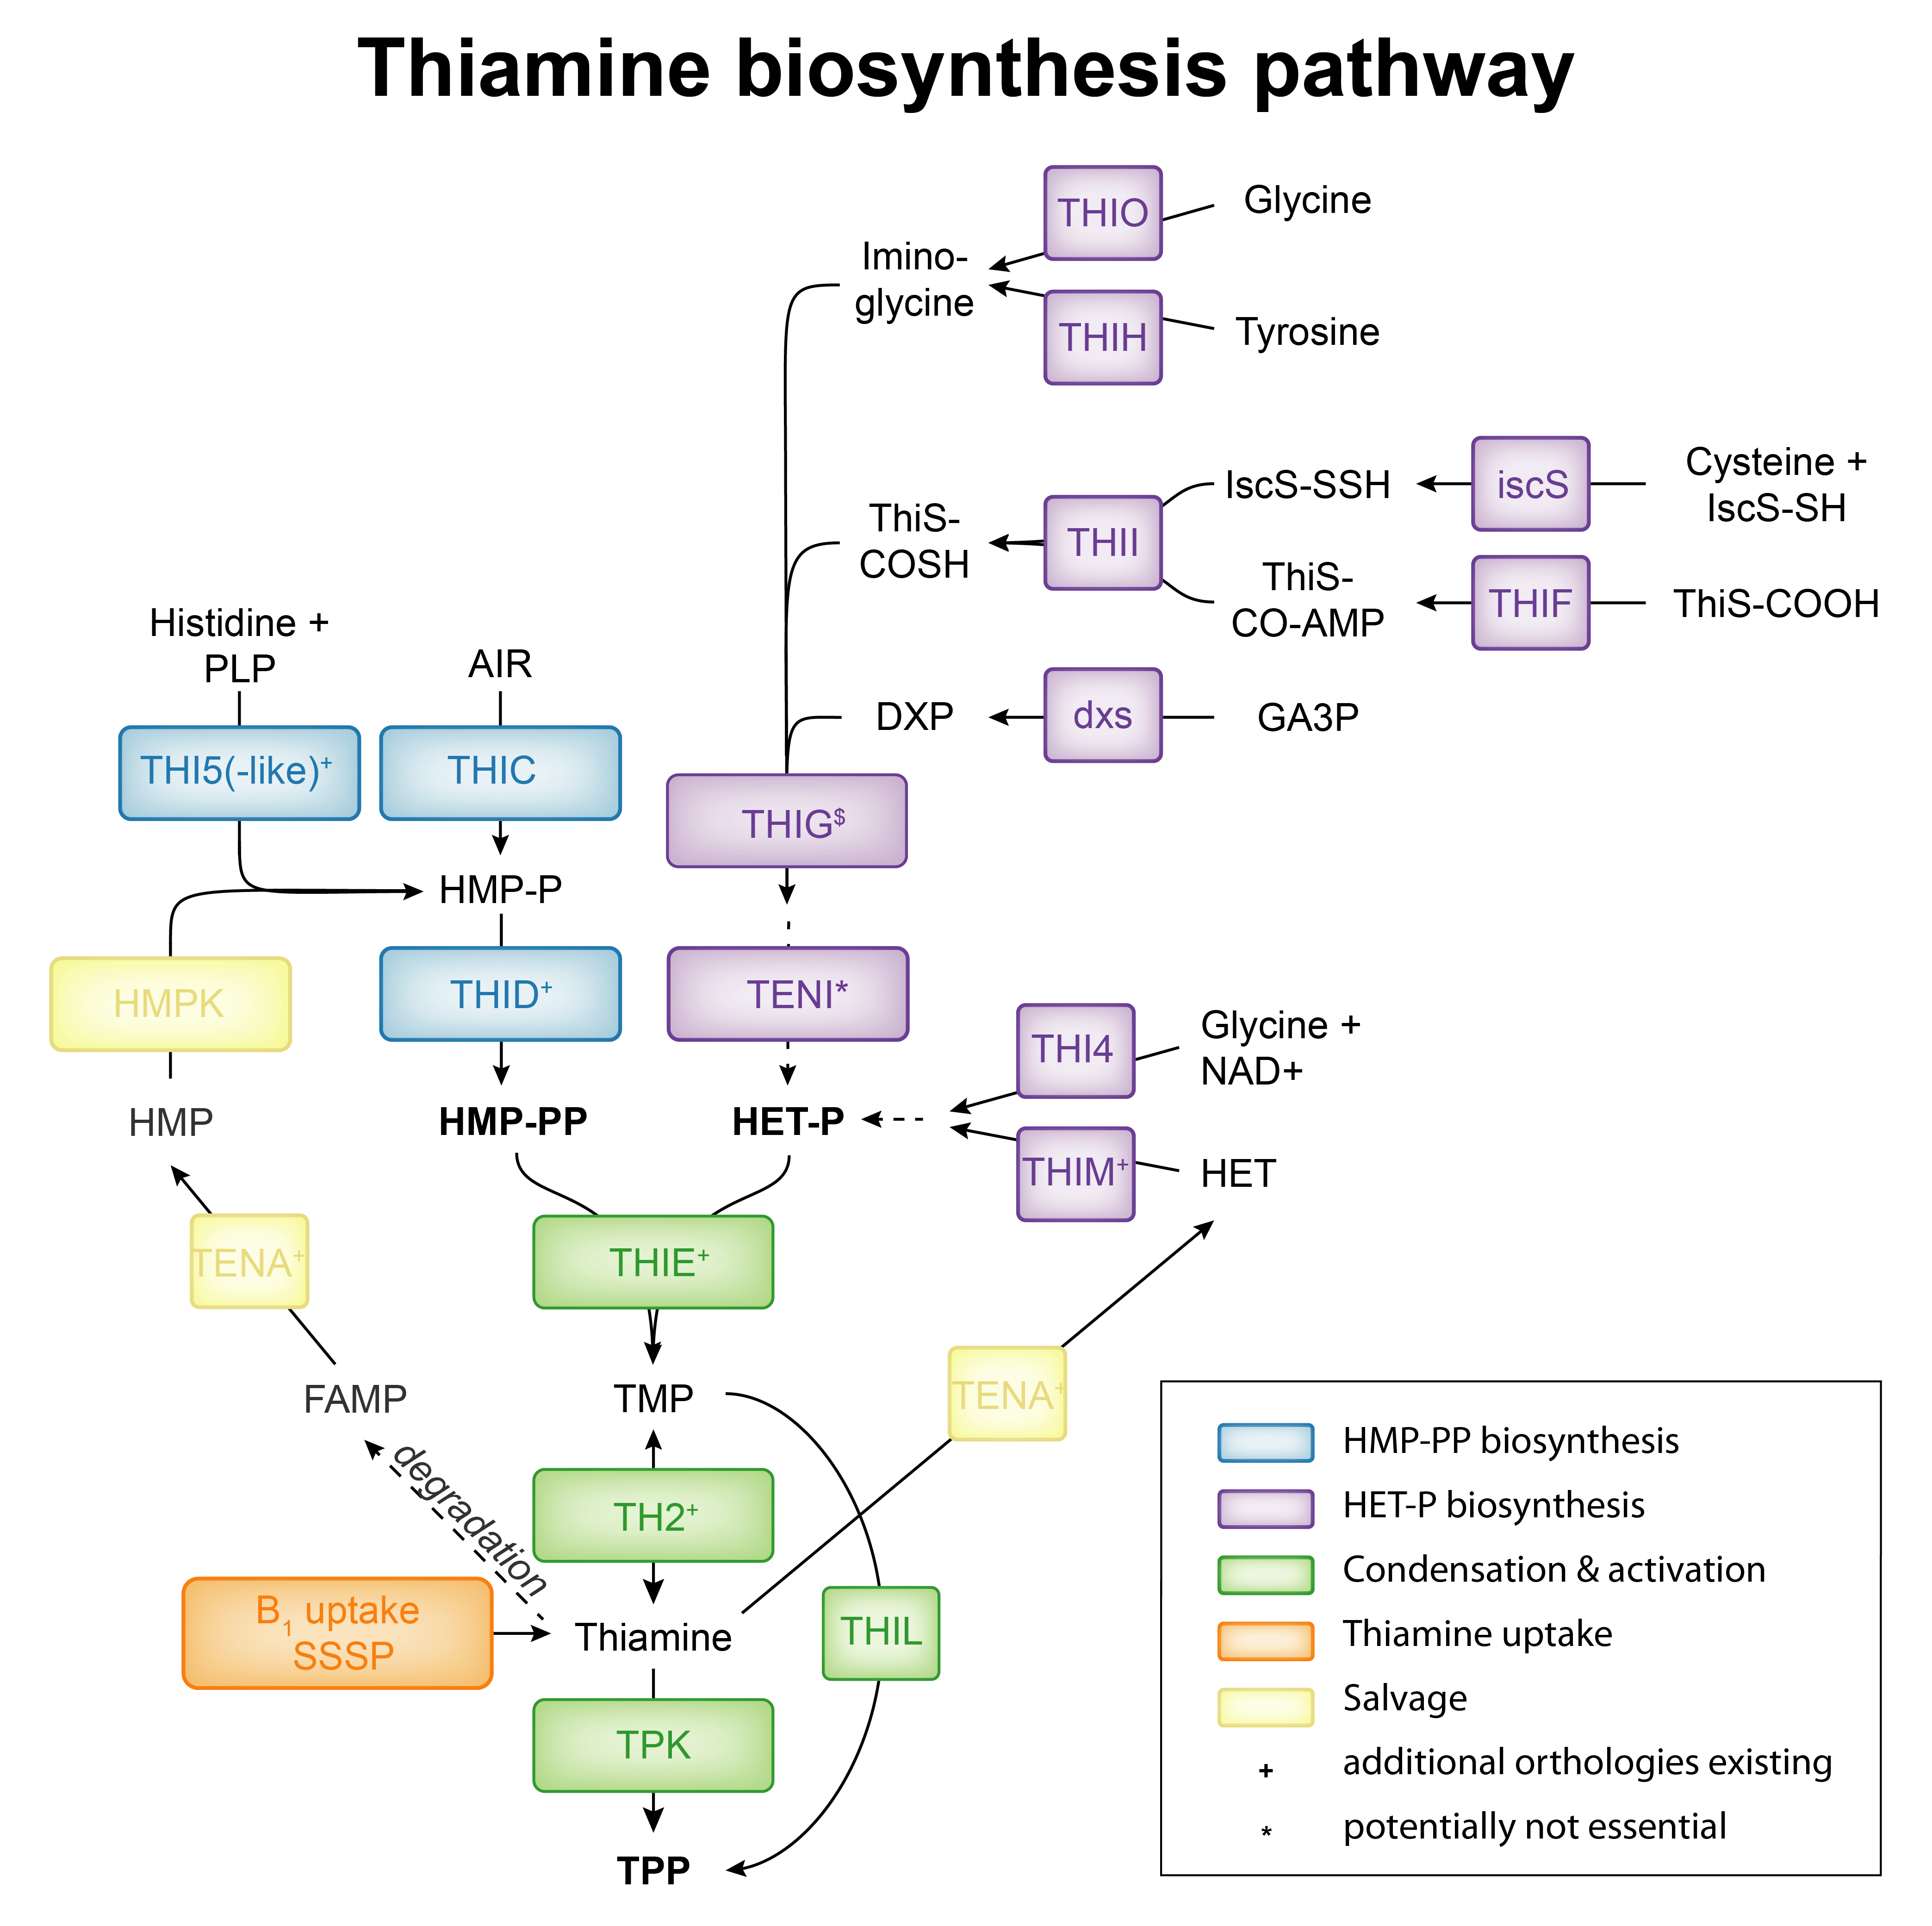 Thiamine biosynthesis pathway
THIO
Glycine
Imino-
glycine
THIH
Tyrosine
ThiS-
COSH
THII
IscS-SSH
iscS
Cysteine +
IscS-SH
ThiS-
CO-AMP
THIF
ThiS-COOH
DXP
dxs
GA3P
Histidine +
PLP
AIR
THI5(-like)+
THIC
THIG$
HMP-P
HMPK
THID+
TENI*
HMP
HMP-PP
HET-P
THI4
Glycine +
NAD+
THIM+
HET
TENA+
THIE+
FAMP
TMP
TENA+
degradation
TH2+
B1 uptake
SSSP
Thiamine
THIL
TPK
TPP
HMP-PP biosynthesis
HET-P biosynthesis
Condensation & activation
Thiamine uptake
Salvage
+ additional orthologies existing
* potentially not essential